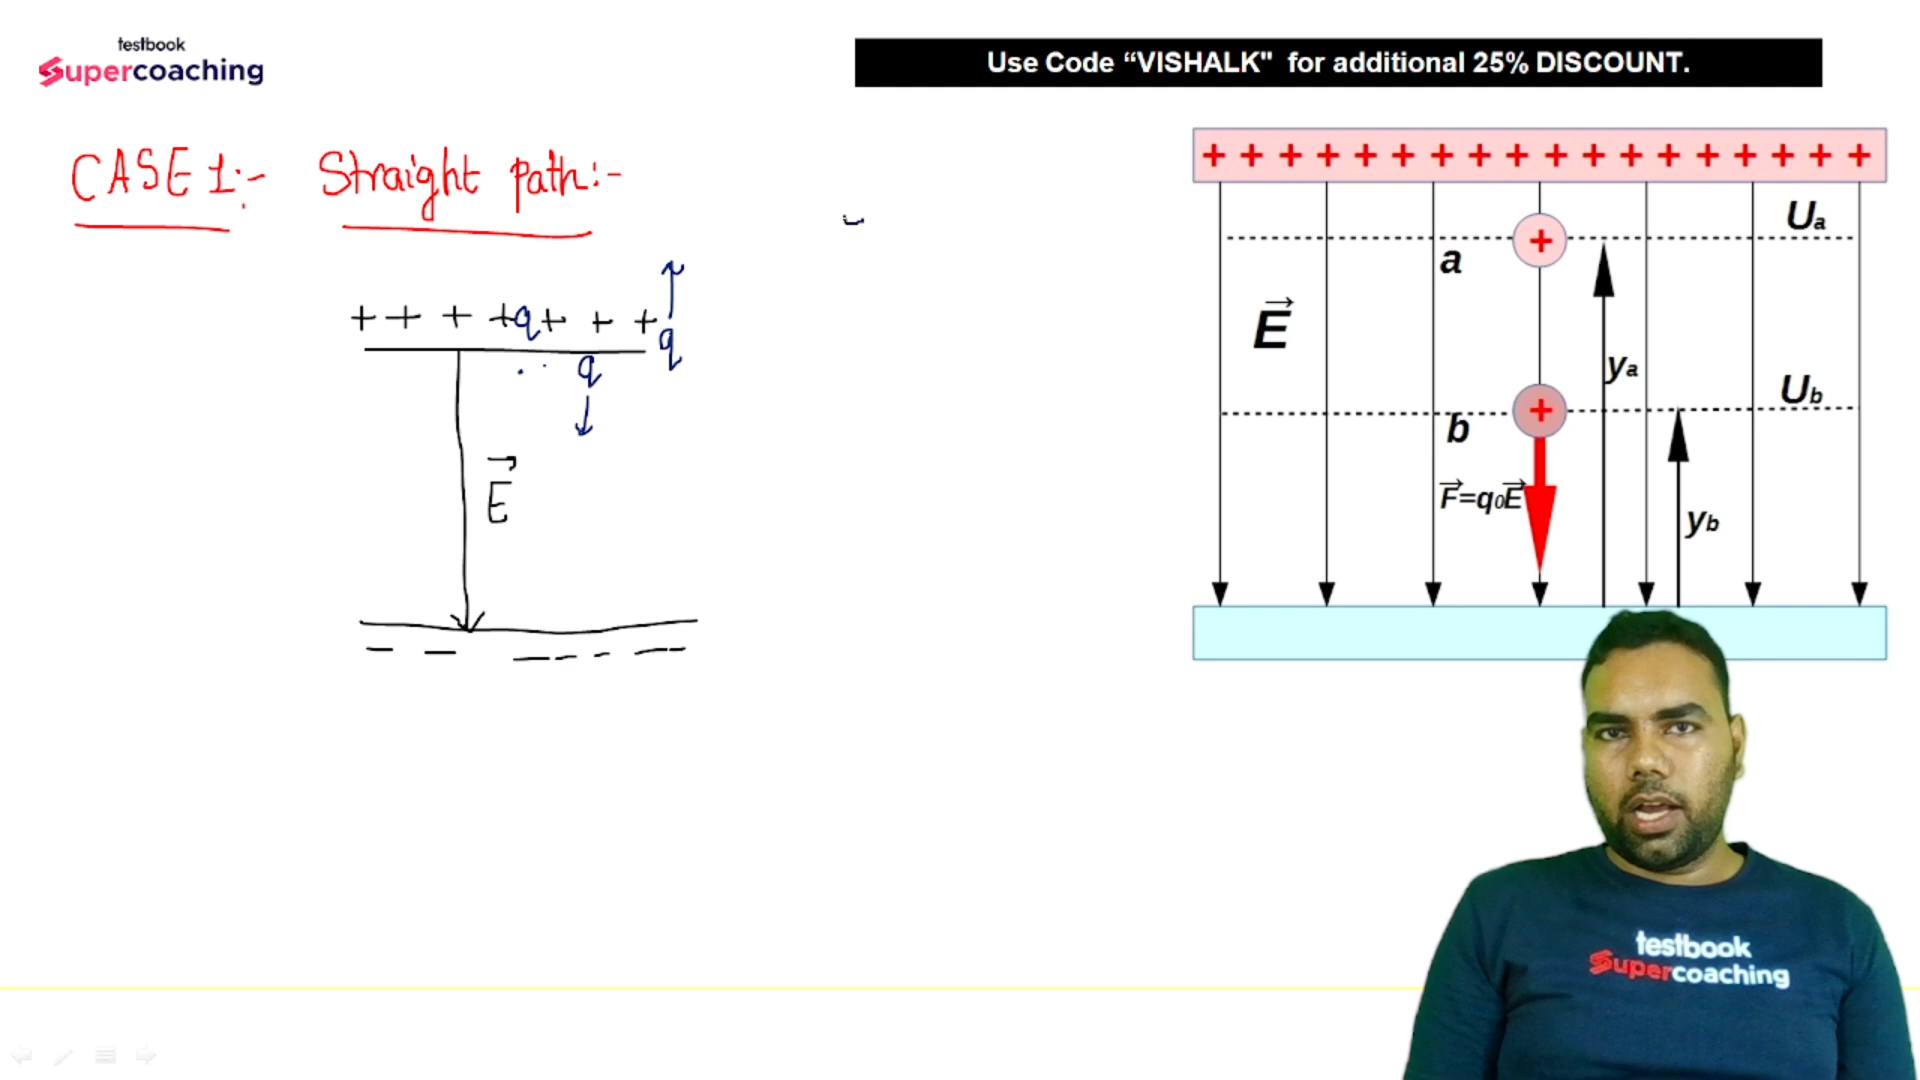 testbook
Supercoaching
Use Code “VISHALK" for additional 25% DISCOUNT.
CASE 1:- Straight path:-
+ + + + + + + + + + + + + + + + + +
Ua
a
+
E
ya
Ub
b
+
F=q0E
yb
+ + + +q+ + +
q
q
E
testbook
Supercoaching